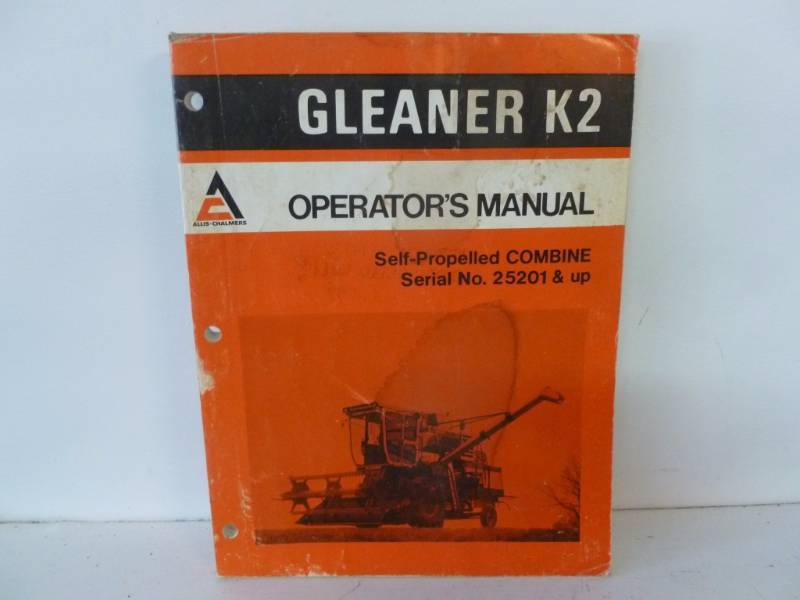 GLEANER K2
ALLIS-CHALMERS
OPERATOR'S MANUAL
Self-Propelled COMBINE
Serial No. 25201 & up